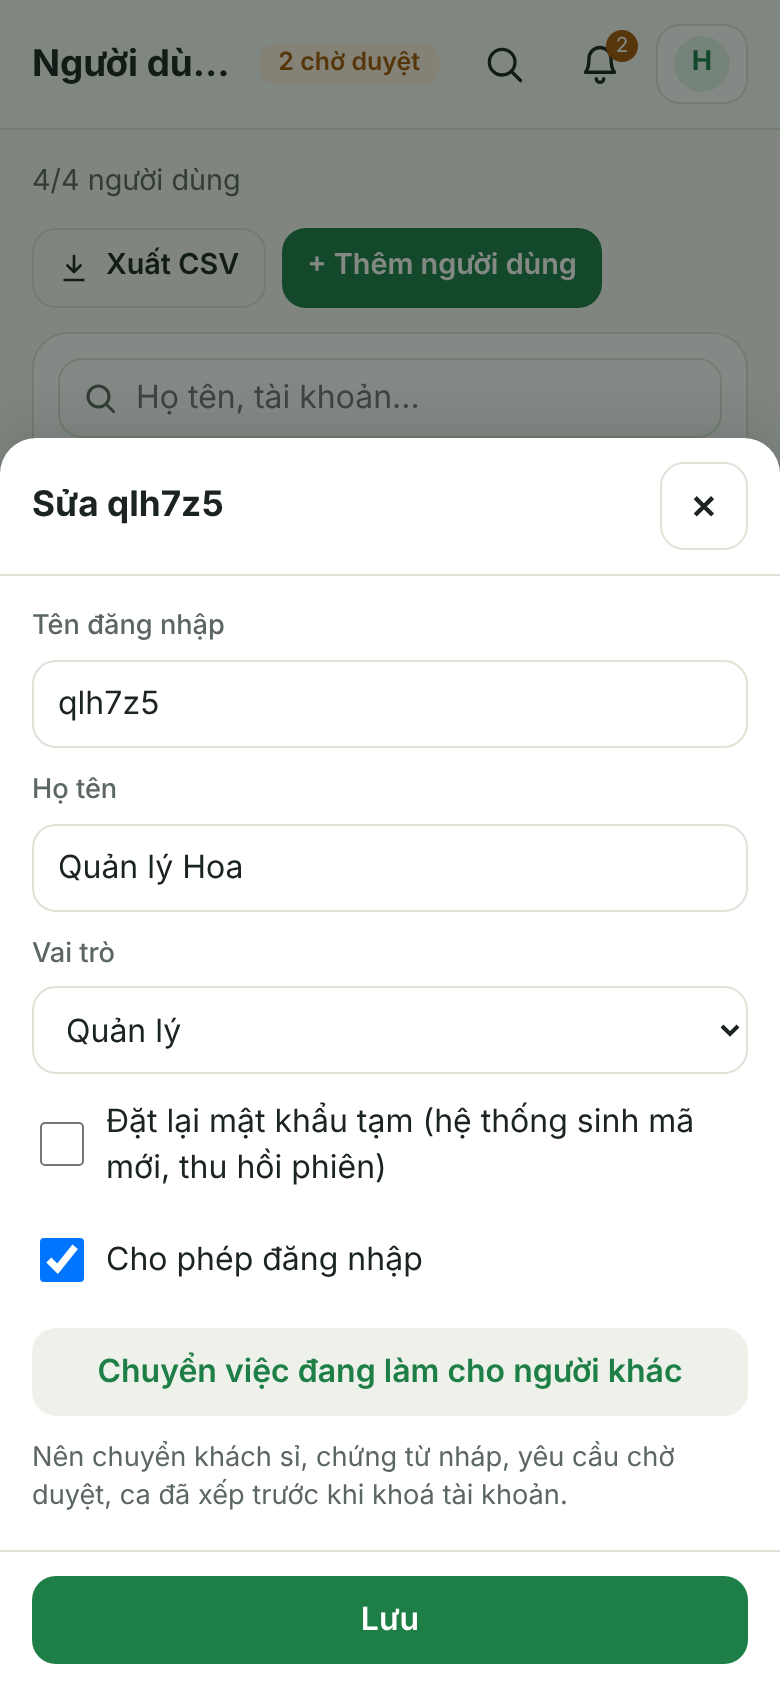 Người dù...
2 chờ duyệt
2
H
4/4 người dùng
Xuất CSV
+ Thêm người dùng
Họ tên, tài khoản...
Sửa qlh7z5
Tên đăng nhập
qlh7z5
Họ tên
Quản lý Hoa
Vai trò
Quản lý
Đặt lại mật khẩu tạm (hệ thống sinh mã
mới, thu hồi phiên)
Cho phép đăng nhập
Chuyển việc đang làm cho người khác
Nên chuyển khách sỉ, chứng từ nháp, yêu cầu chờ
duyệt, ca đã xếp trước khi khoá tài khoản.
Lưu